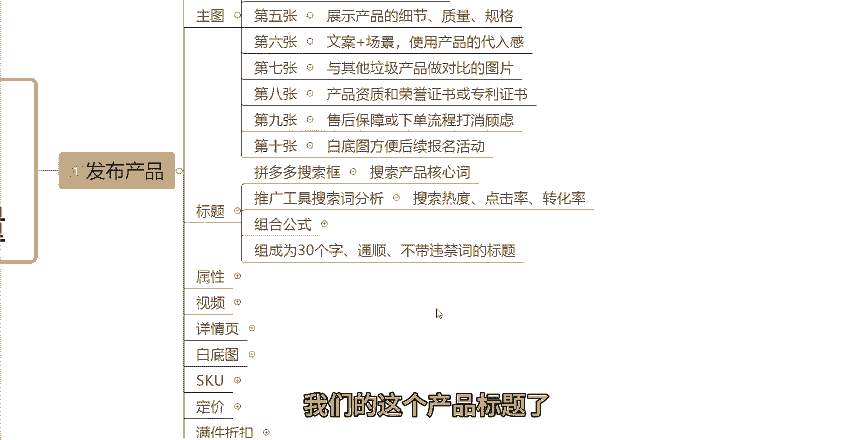 主图
第五张 展示产品的细节、质量、规格
第六张 文案+场景，使用产品的代入感
第七张 与其他垃圾产品做对比的图片
第八张 产品资质和荣誉证书或专利证书
第九张 售后保障或下单流程打消顾虑
第十张 白底图方便后续报名活动
1 发布产品
标题
拼多多搜索框 搜索产品核心词
推广工具搜索词分析 搜索热度、点击率、转化率
组合公式
组成为30个字、通顺、不带违禁词的标题
属性
视频
详情页
白底图
SKU
定价
满件折扣
我们的这个产品标题了